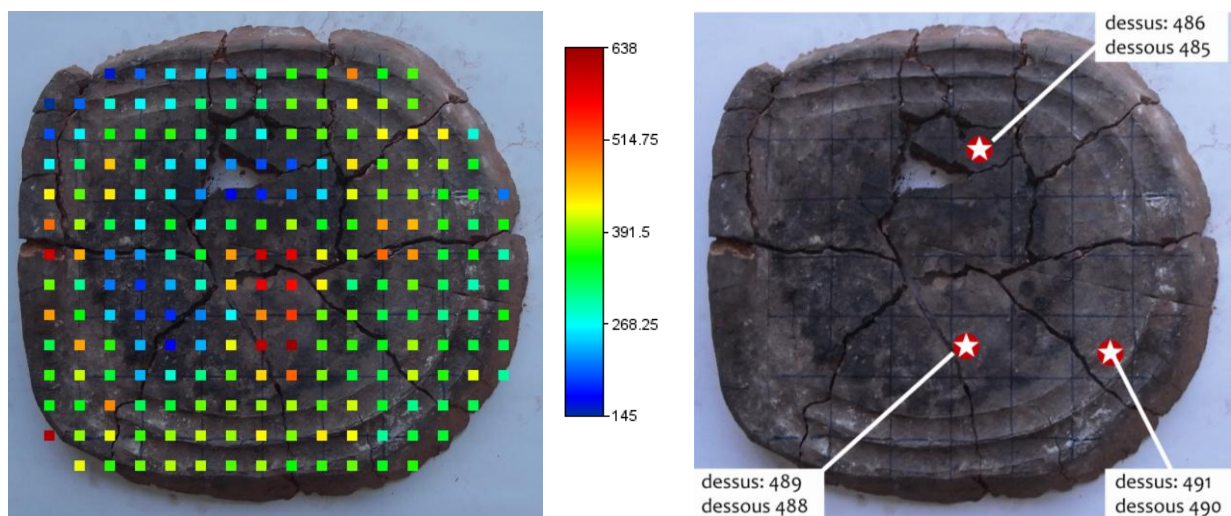 638
514.75
391.5
268.25
145
dessus: 486
dessous 485
dessus: 489
dessous 488
dessus: 491
dessous 490